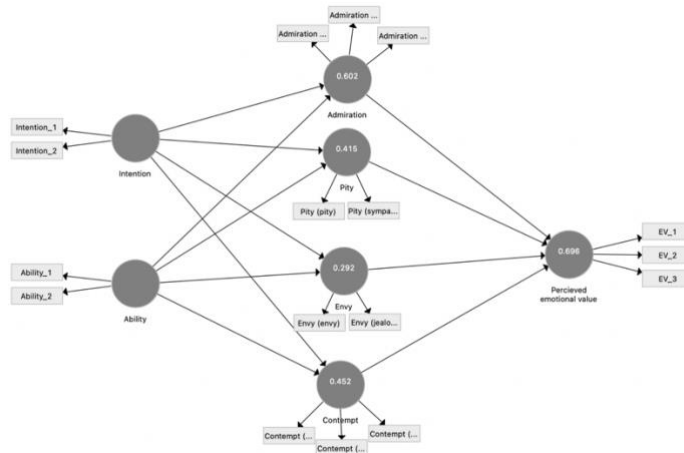 Admiration ...
Admiration ...
Admiration ...
0.602
Admiration
Intention_1
Intention_2
Intention
0.415
Pity
Pity (pity)
Pity (sympa...
0.696
Percieved
emotional value
EV_1
EV_2
EV_3
Ability_1
Ability_2
Ability
0.292
Envy
Envy (envy)
Envy (jealo...
0.452
Contempt
Contempt (...
Contempt (...
Contempt (...